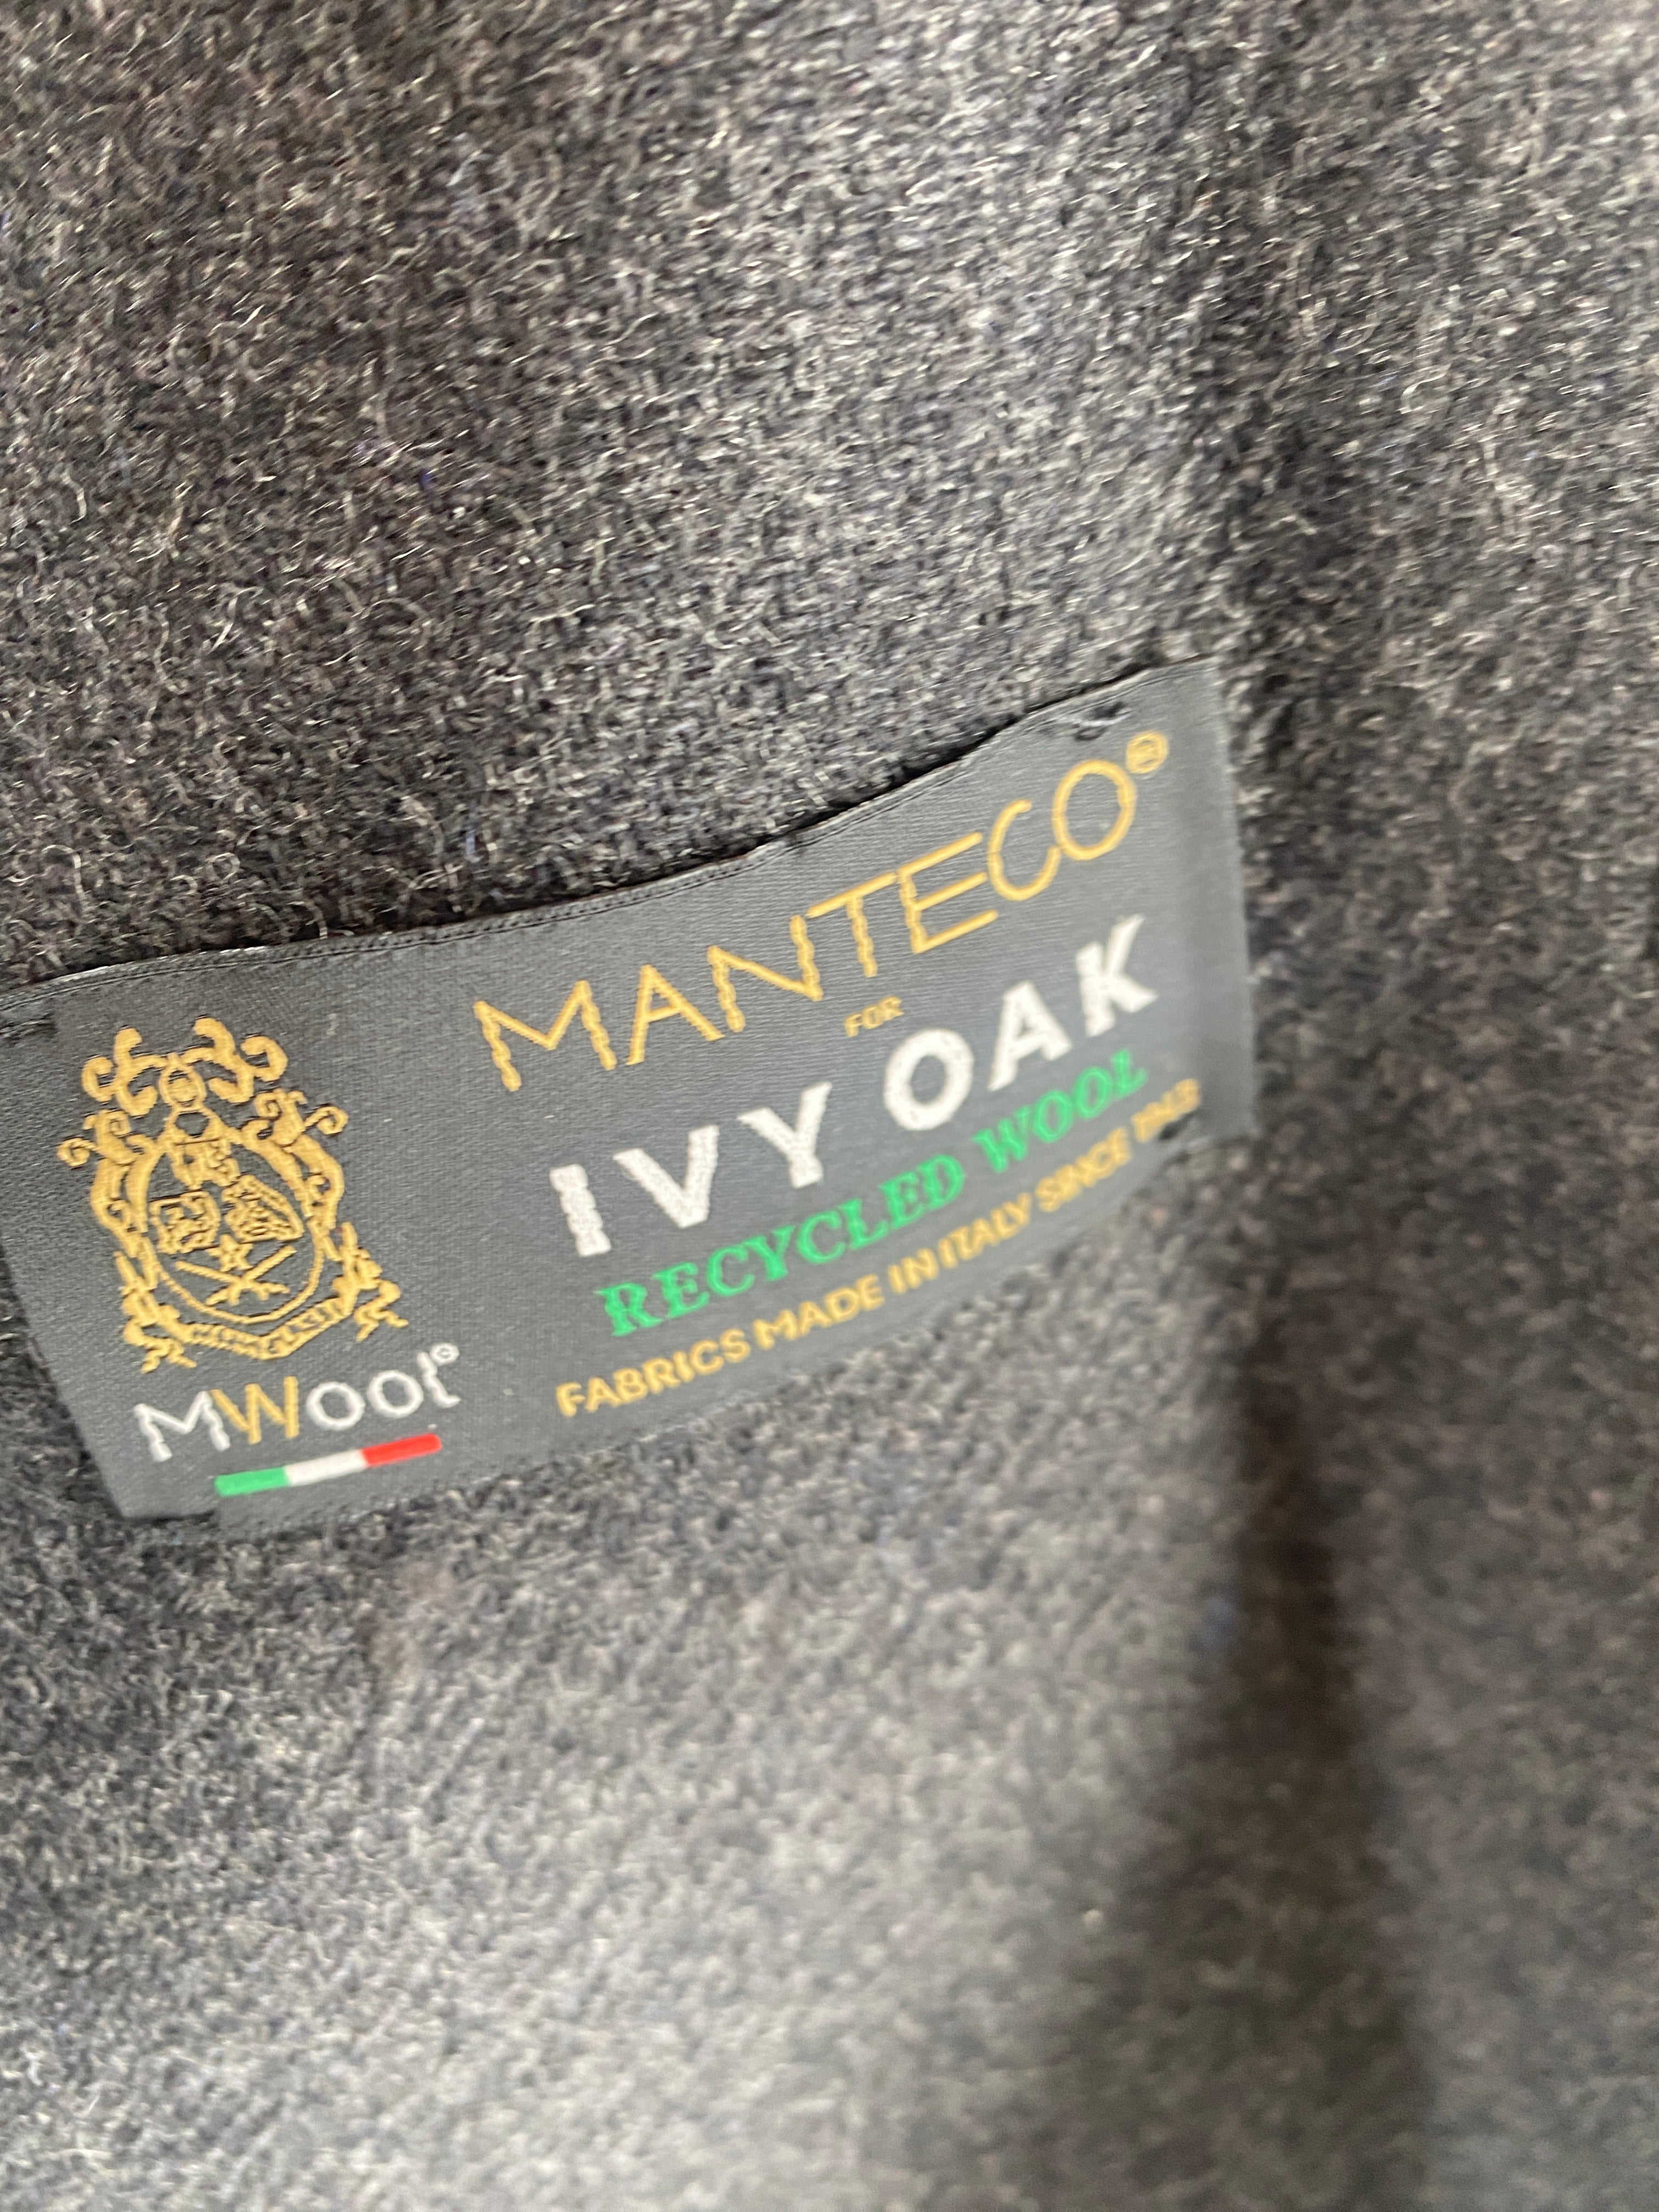 MANTECO®
FOR
IVY OAK
RECYCLED WOOL
FABRICS MADE IN ITALY SINCE 1943
MWool®